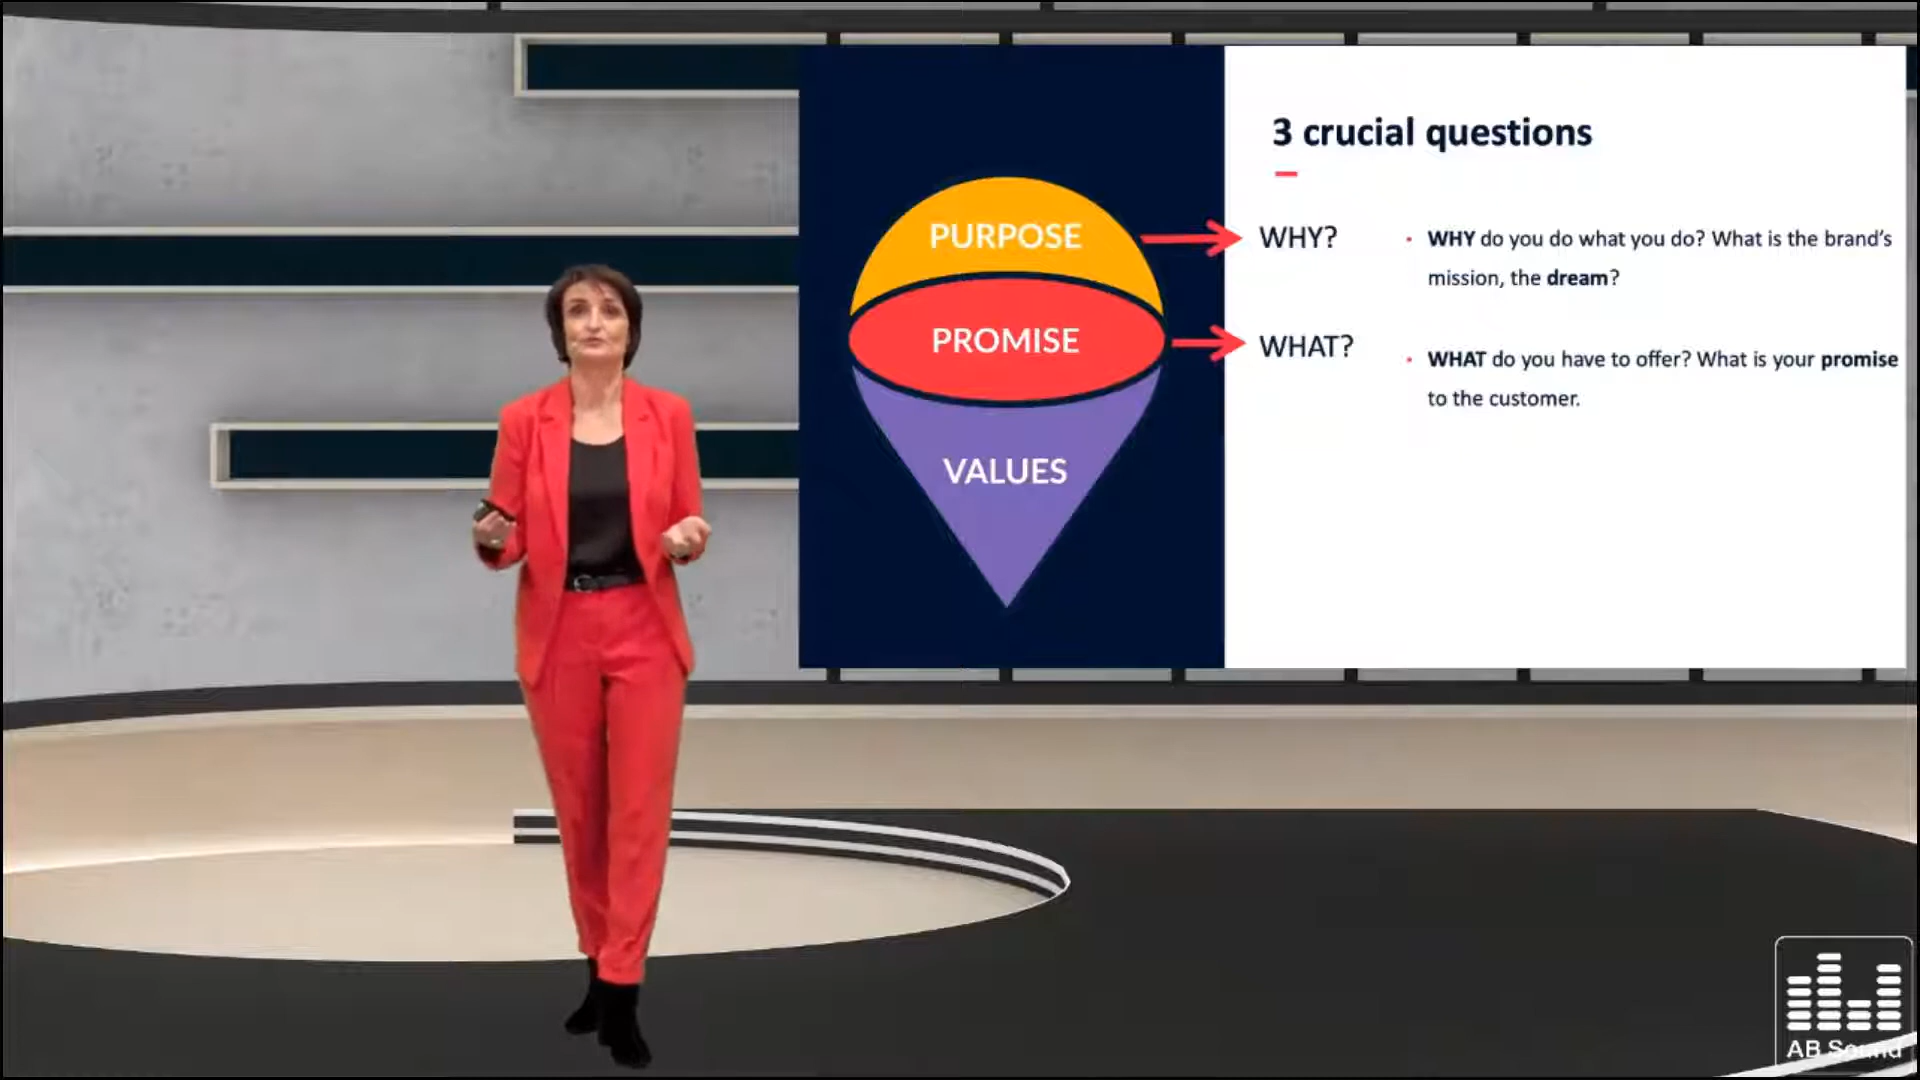 3 crucial questions
PURPOSE
WHY?
• WHY do you do what you do? What is the brand's
mission, the dream?
PROMISE
WHAT?
• WHAT do you have to offer? What is your promise
to the customer.
VALUES
AB Sound